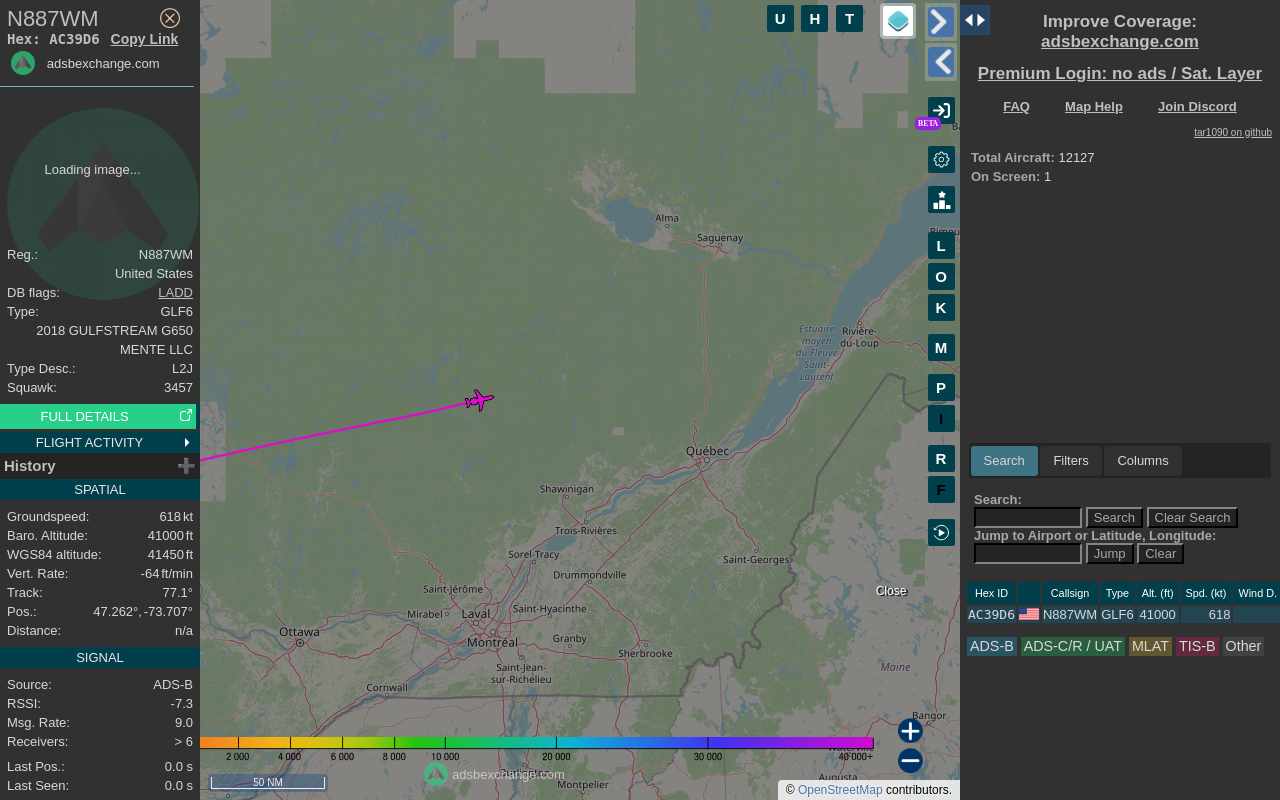 N887WM
Hex: AC39D6 Copy Link
adsbexchange.com
Loading image...
Reg.: N887WM
United States
DB flags: LADD
Type: GLF6
2018 GULFSTREAM G650
MENTE LLC
Type Desc.: L2J
Squawk: 3457
FULL DETAILS
FLIGHT ACTIVITY
History
SPATIAL
Groundspeed: 618 kt
Baro. Altitude: 41000 ft
WGS84 altitude: 41450 ft
Vert. Rate: -64 ft/min
Track: 77.1°
Pos.: 47.262°, -73.707°
Distance: n/a
SIGNAL
Source: ADS-B
RSSI: -7.3
Msg. Rate: 9.0
Receivers: > 6
Last Pos.: 0.0 s
Last Seen: 0.0 s
U H T
BETA
L
O
K
M
P
I
R
F
Alma
Saguenay
Estuaire
moyen
du Fleuve
Saint-
Laurent
Rivière-
du-Loup
Québec
Shawinigan
Trois-Rivières
Sorel-Tracy
Saint-Georges
Drummondville
Saint-Jérôme
Close
Mirabel
Laval
Saint-Hyacinthe
Ottawa
Montréal
Granby
Sherbrooke
Saint-Jean-
sur-Richelieu
Maine
Cornwall
Bangor
2 000 4 000 6 000 8 000 10 000 20 000 30 000 40 000+
adsbexchange.com
50 NM
Montpelier
Augusta
© OpenStreetMap contributors.
Improve Coverage:
adsbexchange.com
Premium Login: no ads / Sat. Layer
FAQ Map Help Join Discord
tar1090 on github
Total Aircraft: 12127
On Screen: 1
Search Filters Columns
Search:
Search Clear Search
Jump to Airport or Latitude, Longitude:
Jump Clear
Hex ID Callsign Type Alt. (ft) Spd. (kt) Wind D.
AC39D6 N887WM GLF6 41000 618
ADS-B ADS-C/R / UAT MLAT TIS-B Other